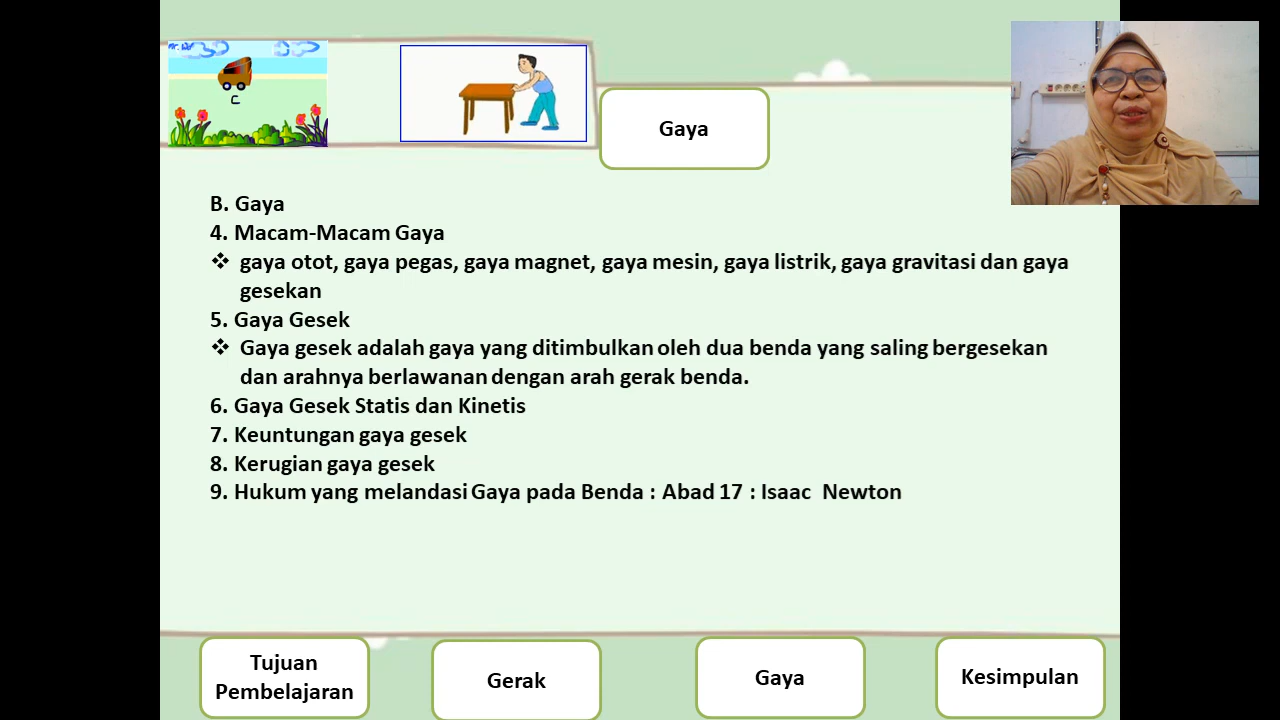 Gaya
B. Gaya
4. Macam-Macam Gaya
❖ gaya otot, gaya pegas, gaya magnet, gaya mesin, gaya listrik, gaya gravitasi dan gaya
gesekan
5. Gaya Gesek
❖ Gaya gesek adalah gaya yang ditimbulkan oleh dua benda yang saling bergesekan
dan arahnya berlawanan dengan arah gerak benda.
6. Gaya Gesek Statis dan Kinetis
7. Keuntungan gaya gesek
8. Kerugian gaya gesek
9. Hukum yang melandasi Gaya pada Benda : Abad 17 : Isaac  Newton
Tujuan
Pembelajaran
Gerak
Gaya
Kesimpulan